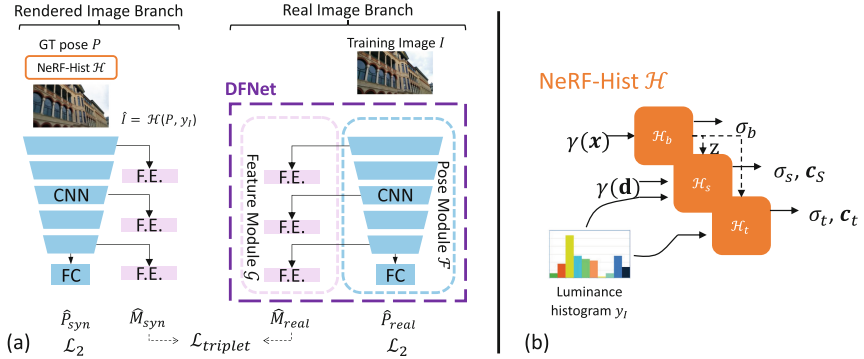 Rendered Image Branch
Real Image Branch
GT pose P
NeRF-Hist ℋ
Î = ℋ(P, y_I)
CNN
F.E.
F.E.
F.E.
FC
P̂_syn
M̂_syn
ℒ_2
Training Image I
DFNet
Feature Module 𝒢
F.E.
F.E.
F.E.
CNN
Pose Module ℱ
FC
M̂_real
P̂_real
ℒ_triplet
ℒ_2
(a)
NeRF-Hist ℋ
γ(x)
ℋ_b
σ_b
z
ℋ_s
σ_s, c_S
γ(d)
ℋ_t
σ_t, c_t
Luminance
histogram y_I
(b)